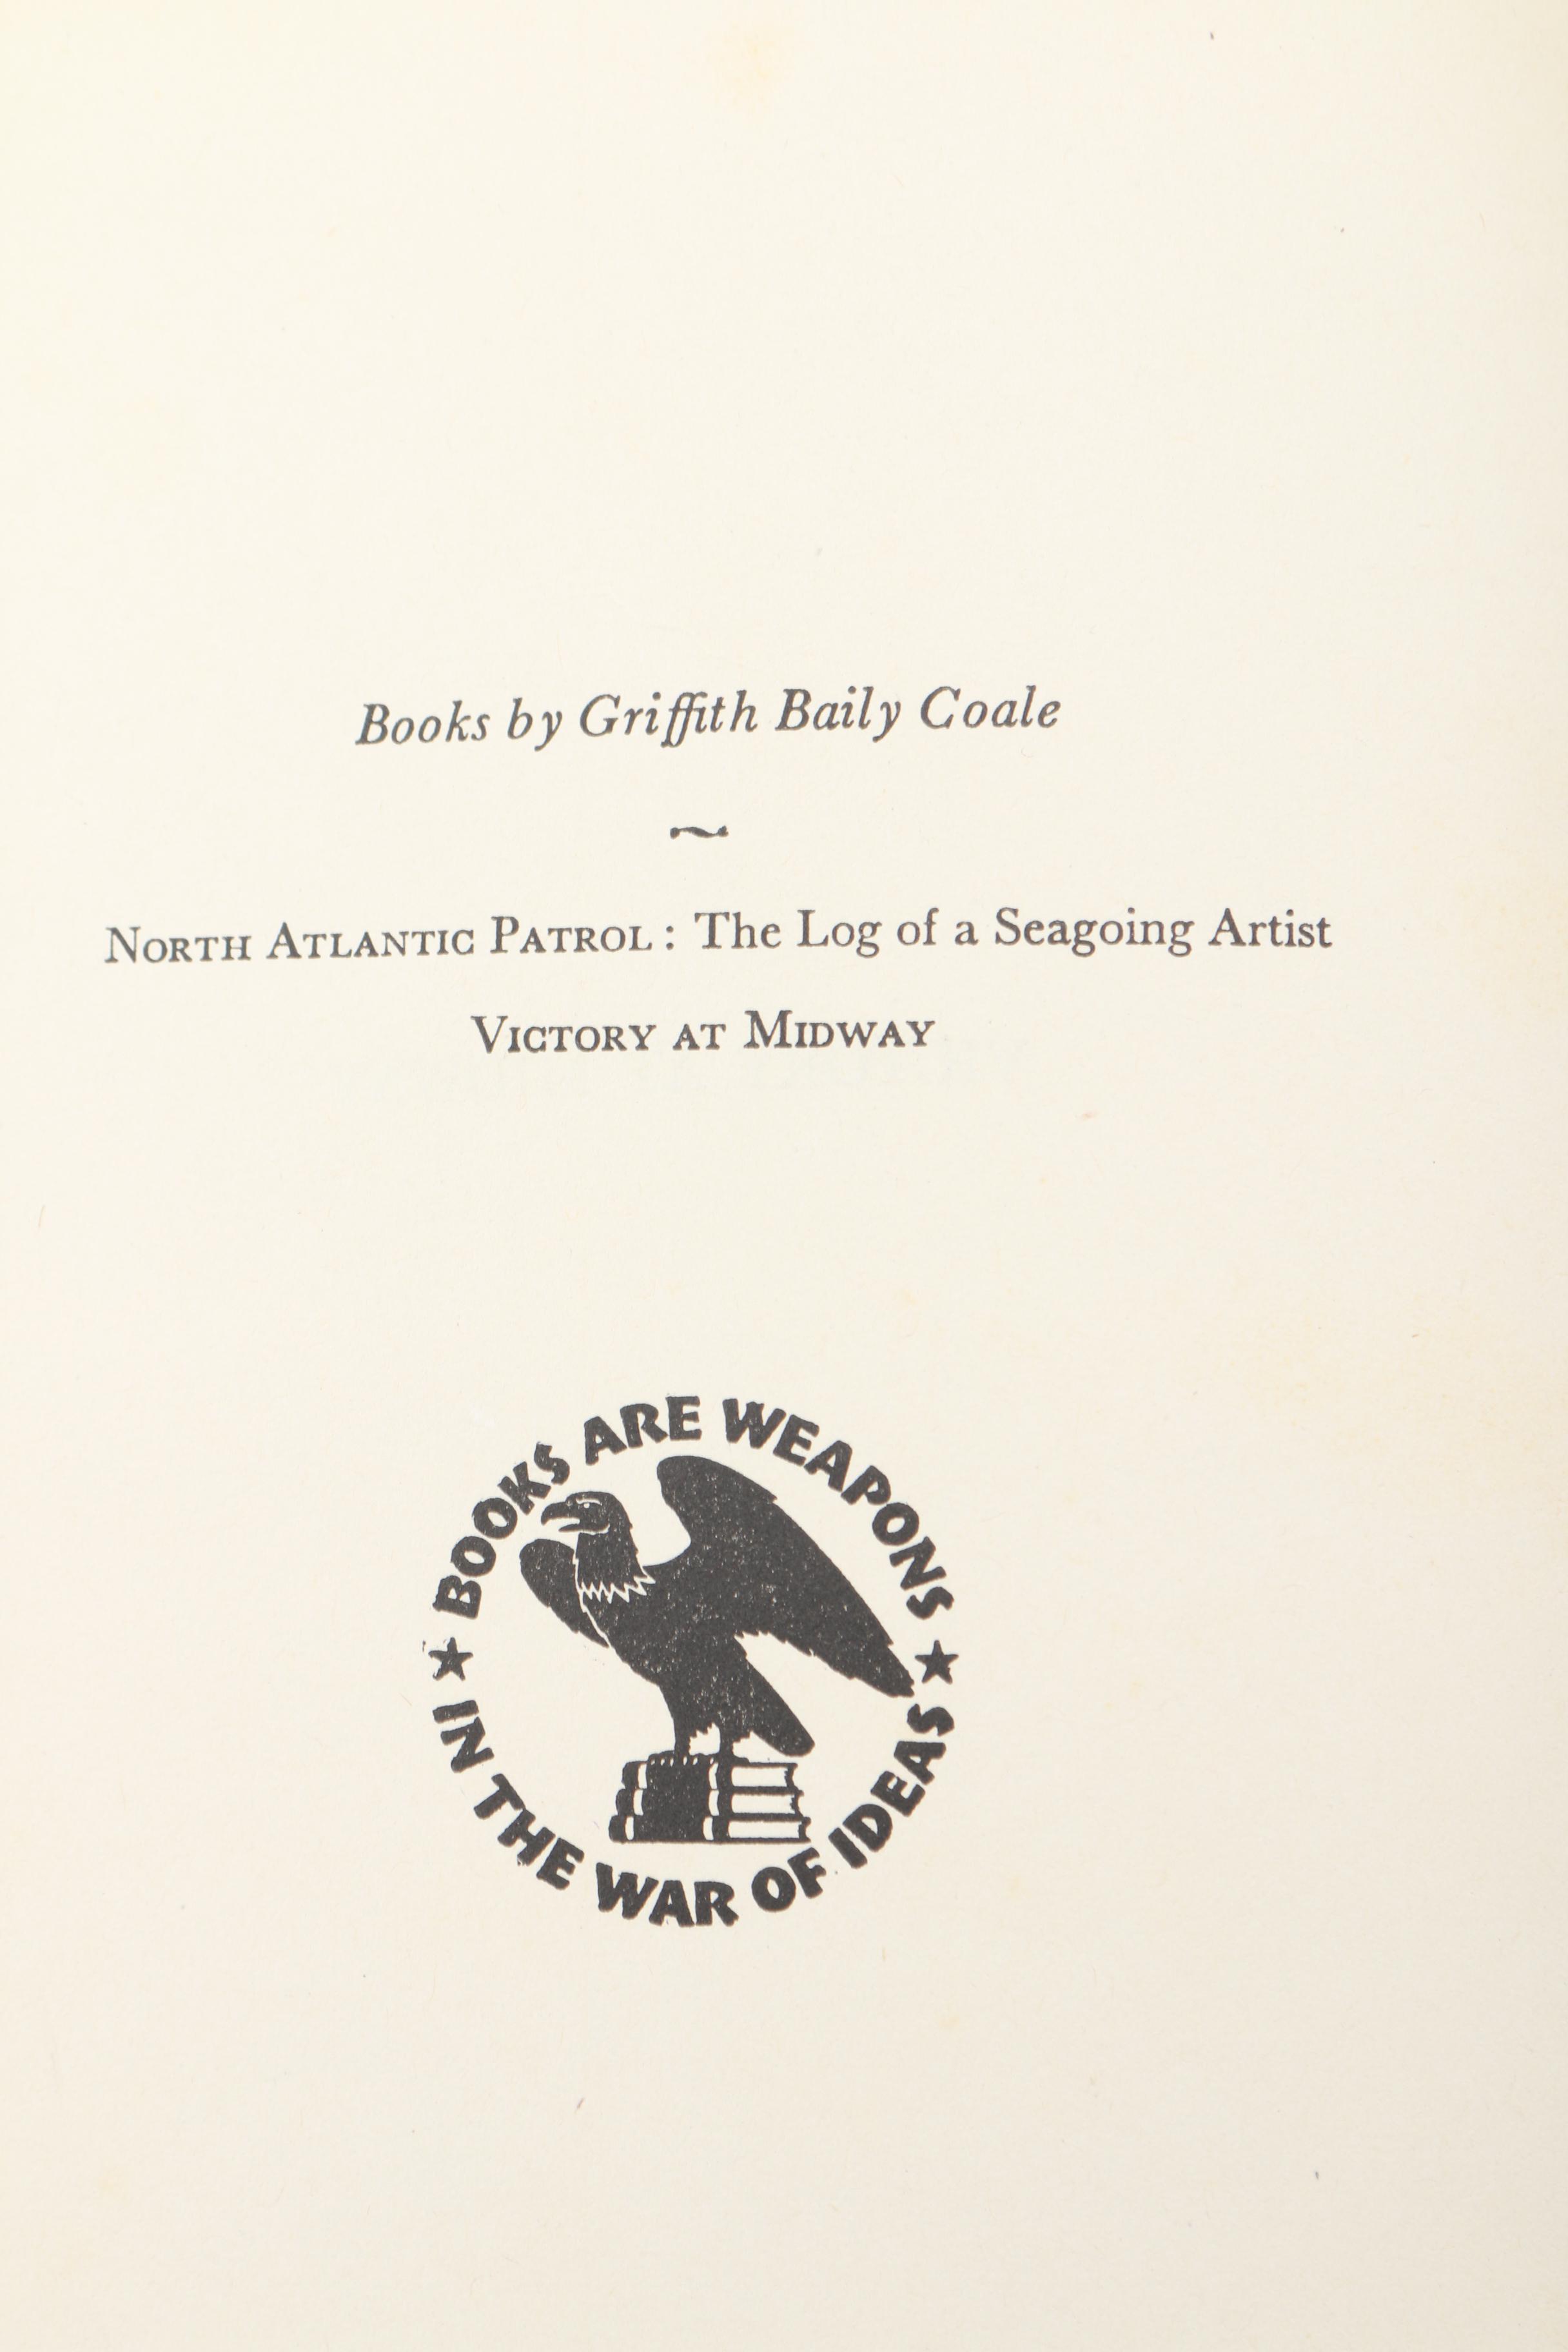 Books by Griffith Baily Coale
~
NORTH ATLANTIC PATROL: The Log of a Seagoing Artist
VICTORY AT MIDWAY
BOOKS ARE WEAPONS
★ IN THE WAR OF IDEAS ★